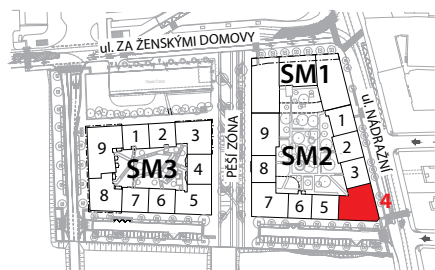 ul. ZA ŽENSKÝMI DOMOVY
SM1
ul. NÁDRAŽNÍ
PĚŠÍ ZÓNA
9 1 2 3
SM3
4
8 7 6 5
9
1
2
SM2
8
3
7 6 5
4